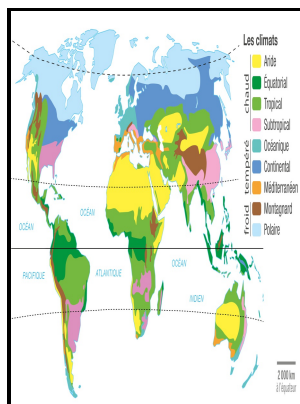 Les climats
chaud
Aride
Équatorial
Tropical
Subtropical
tempéré
Océanique
Continental
Méditerranéen
froid
Montagnard
Polaire
OCÉAN
PACIFIQUE
OCÉAN
ATLANTIQUE
OCÉAN
INDIEN
2 000 km
à l'équateur